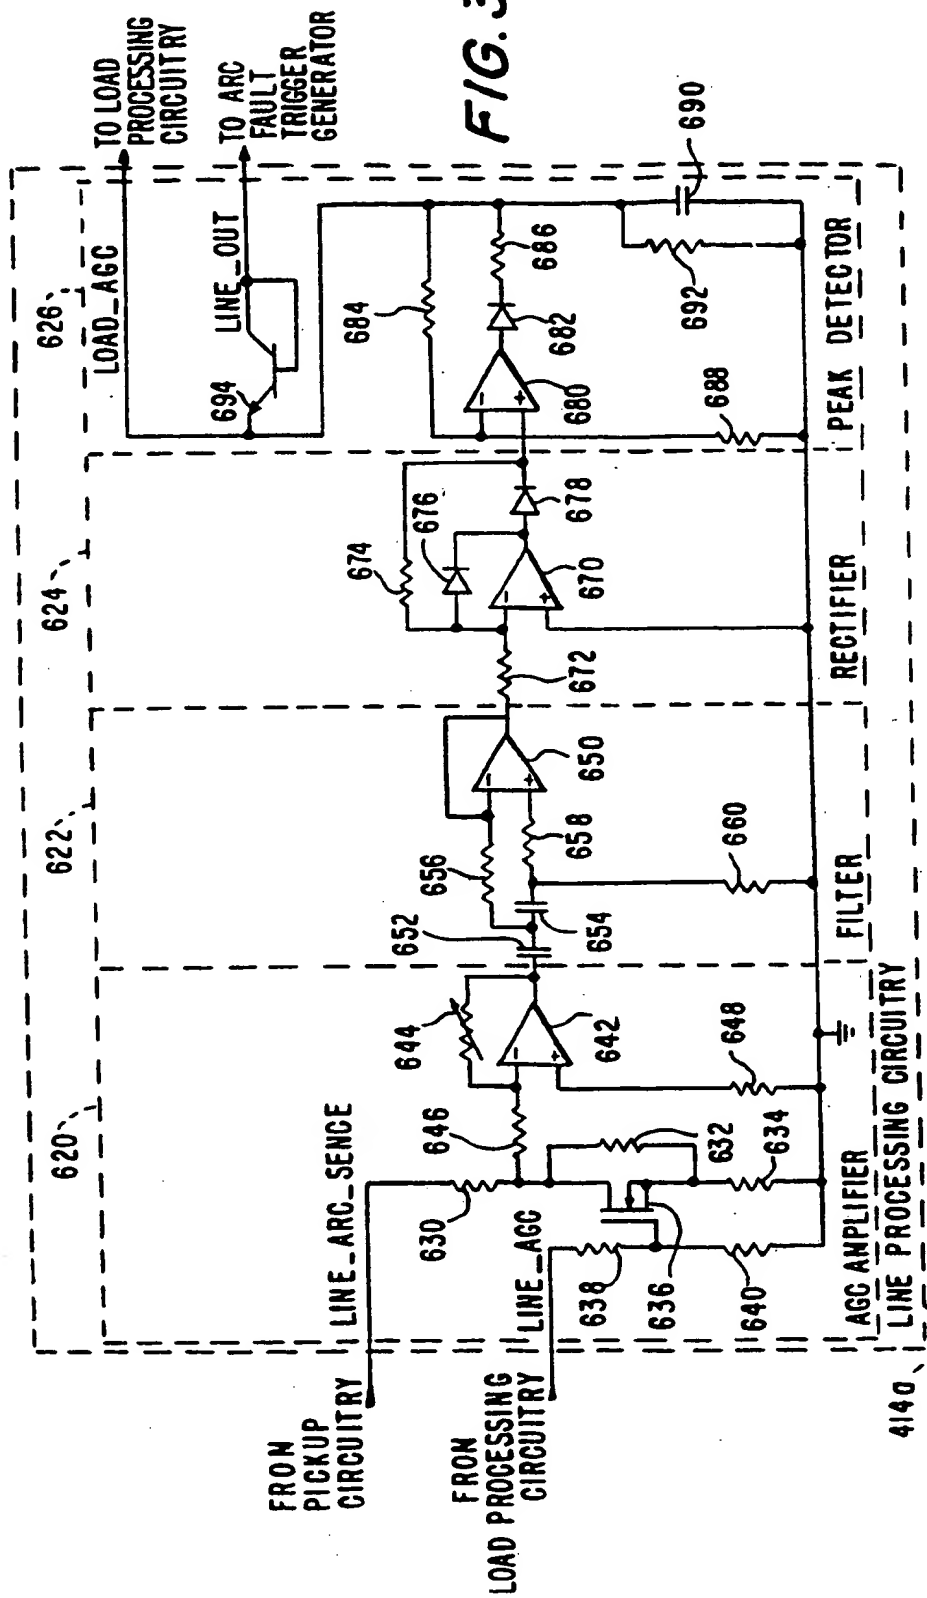 FIG. 3
FRON
PICKUP
CIRCUITRY
FRON
LOAD PROCESSING
CIRCUITRY
LINE_ARC_SENCE
LINE_AGC
TO LOAD
PROCESSING
CIRCUITRY
TO ARC
FAULT
TRIGGER
GENERATOR
LOAD_AGC
LINE_OUT
620
622
624
626
630
632
634
636
638
640
642
644
646
648
+
−
AGC AMPLIFIER
650
652
654
656
658
660
+
−
FILTER
670
672
674
676
678
+
−
RECTIFIER
680
682
684
686
688
690
692
694
+
−
PEAK DETECTOR
LINE PROCESSING CIRCUITRY
414a